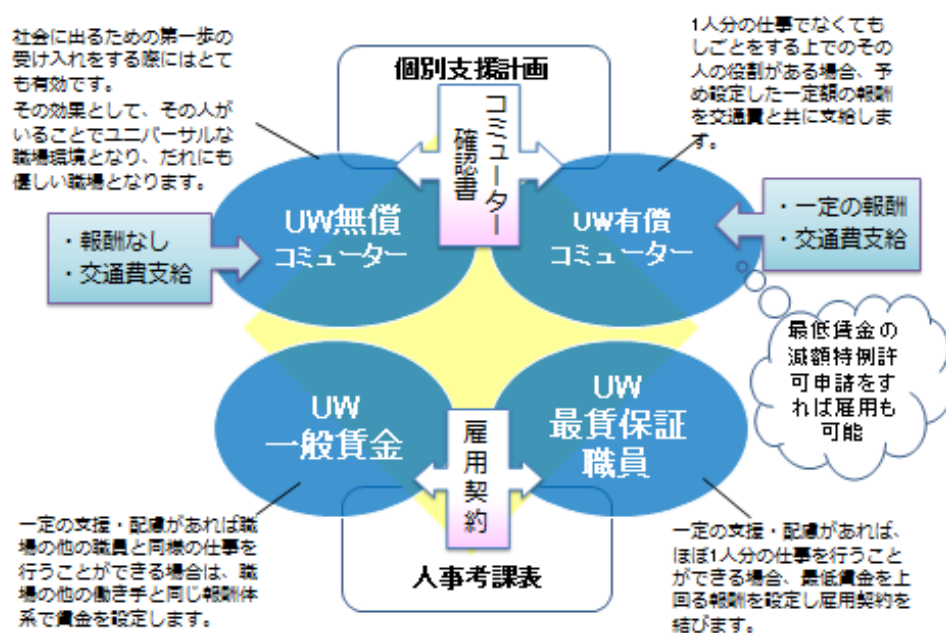 社会に出るための第一歩の
受け入れをする際にはとて
も有効です。
その効果として、その人が
いることでユニバーサルな
職場環境となり、だれにも
優しい職場となります。
個別支援計画
1人分の仕事でなくても
しごとをする上でのその
人の役割がある場合、予
め設定した一定額の報酬
を交通費と共に支給しま
す。
コミューター
確認書
UW無償
コミューター
UW有償
コミューター
・報酬なし
・交通費支給
・一定の報酬
・交通費支給
最低賃金の
減額特例許
可申請をす
れば雇用も
可能
UW
一般賃金
UW
最賃保証
職員
雇用契約
人事考課表
一定の支援・配慮があれば職
場の他の職員と同様の仕事を
行うことができる場合は、職
場の他の働き手と同じ報酬体
系で賃金を設定します。
一定の支援・配慮があれば、
ほぼ1人分の仕事を行うこと
ができる場合、最低賃金を上
回る報酬を設定し雇用契約を
結びます。